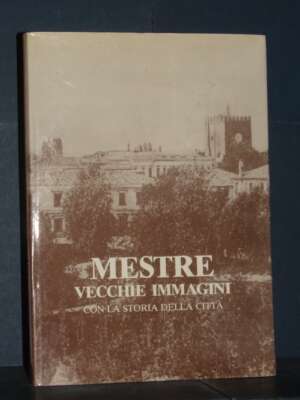 MESTRE
VECCHIE IMMAGINI
CON LA STORIA DELLA CITTÀ